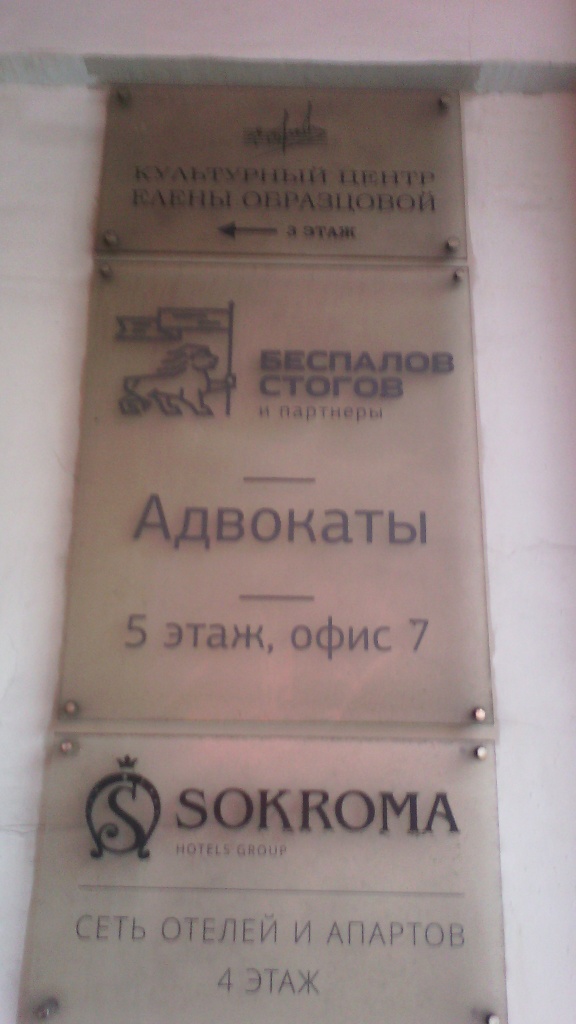 КУЛЬТУРНЫЙ ЦЕНТР
ЕЛЕНЫ ОБРАЗЦОВОЙ
3 ЭТАЖ
БЕСПАЛОВ
СТОГОВ
и партнеры
Адвокаты
5 этаж, офис 7
SOKROMA
HOTELS GROUP
СЕТЬ ОТЕЛЕЙ И АПАРТОВ
4 ЭТАЖ